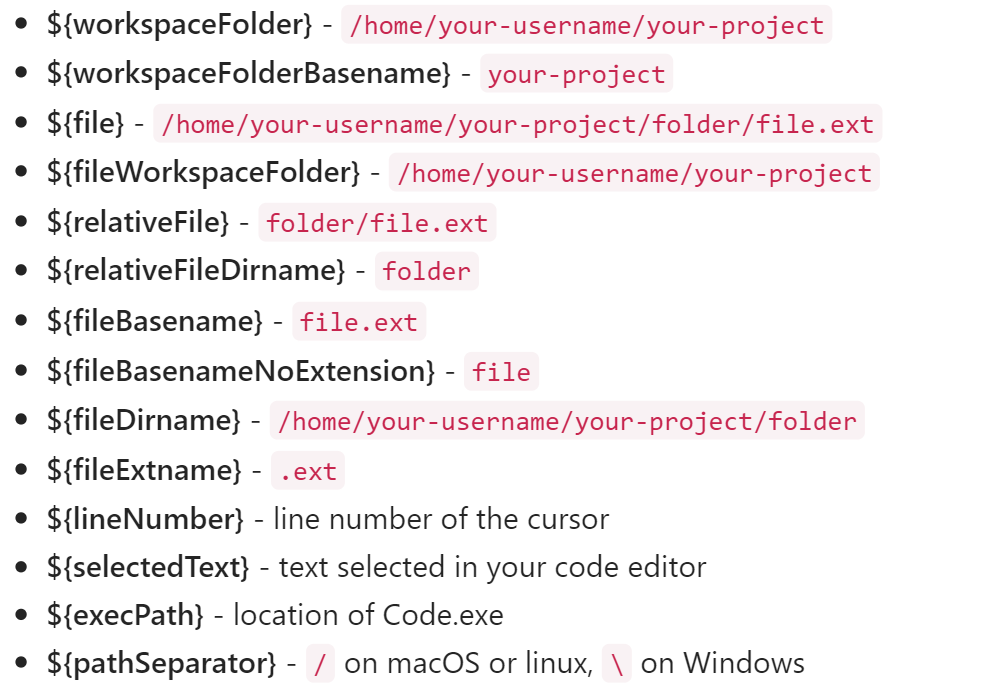 • ${workspaceFolder} - /home/your-username/your-project
• ${workspaceFolderBasename} - your-project
• ${file} - /home/your-username/your-project/folder/file.ext
• ${fileWorkspaceFolder} - /home/your-username/your-project
• ${relativeFile} - folder/file.ext
• ${relativeFileDirname} - folder
• ${fileBasename} - file.ext
• ${fileBasenameNoExtension} - file
• ${fileDirname} - /home/your-username/your-project/folder
• ${fileExtname} - .ext
• ${lineNumber} - line number of the cursor
• ${selectedText} - text selected in your code editor
• ${execPath} - location of Code.exe
• ${pathSeparator} - / on macOS or linux, \ on Windows